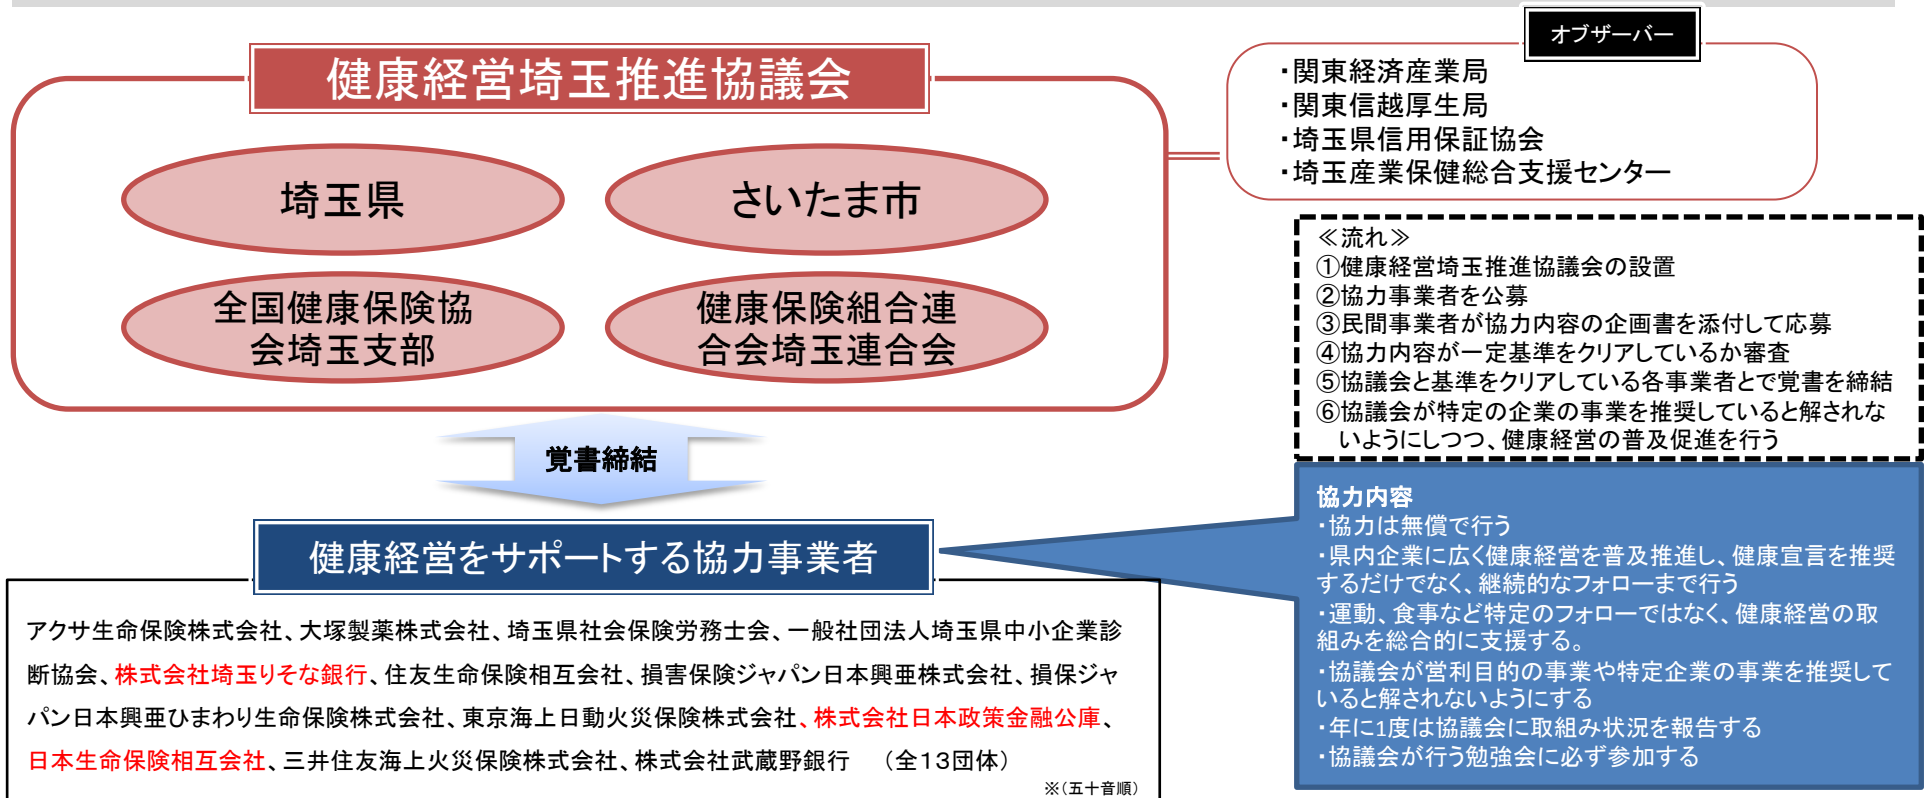 健康経営埼玉推進協議会
埼玉県
さいたま市
全国健康保険協
会埼玉支部
健康保険組合連
合会埼玉連合会
オブザーバー
・関東経済産業局
・関東信越厚生局
・埼玉県信用保証協会
・埼玉産業保健総合支援センター
≪流れ≫
①健康経営埼玉推進協議会の設置
②協力事業者を公募
③民間事業者が協力内容の企画書を添付して応募
④協力内容が一定基準をクリアしているか審査
⑤協議会と基準をクリアしている各事業者とで覚書を締結
⑥協議会が特定の企業の事業を推奨していると解されな
いようにしつつ、健康経営の普及促進を行う
覚書締結
健康経営をサポートする協力事業者
アクサ生命保険株式会社、大塚製薬株式会社、埼玉県社会保険労務士会、一般社団法人埼玉県中小企業診
断協会、株式会社埼玉りそな銀行、住友生命保険相互会社、損害保険ジャパン日本興亜株式会社、損保ジャ
パン日本興亜ひまわり生命保険株式会社、東京海上日動火災保険株式会社、株式会社日本政策金融公庫、
日本生命保険相互会社、三井住友海上火災保険株式会社、株式会社武蔵野銀行　（全１３団体）
※（五十音順）
協力内容
・協力は無償で行う
・県内企業に広く健康経営を普及推進し、健康宣言を推奨
するだけでなく、継続的なフォローまで行う
・運動、食事など特定のフォローではなく、健康経営の取
組みを総合的に支援する。
・協議会が営利目的の事業や特定企業の事業を推奨して
いると解されないようにする
・年に1度は協議会に取組み状況を報告する
・協議会が行う勉強会に必ず参加する